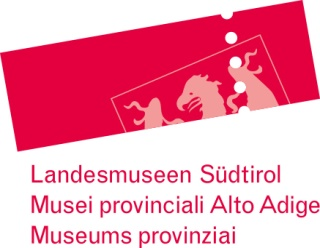 Landesmuseen Südtirol
Musei provinciali Alto Adige
Museums provinziai